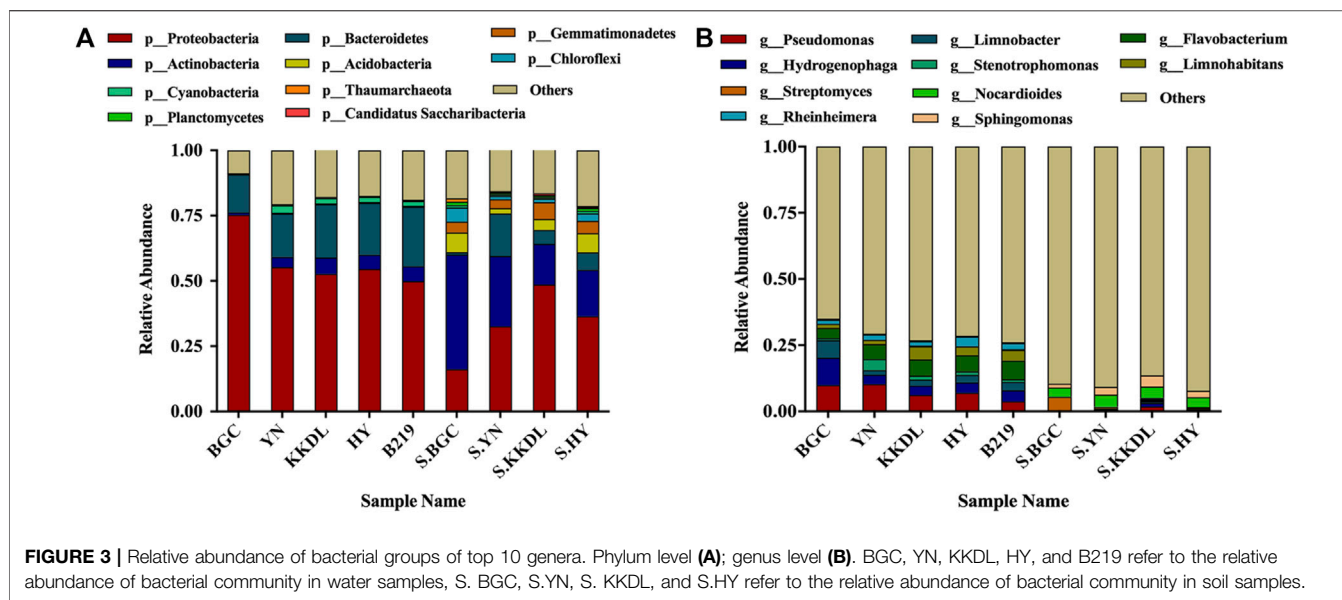 A
p__Proteobacteria
p__Actinobacteria
p__Cyanobacteria
p__Planctomycetes
p__Bacteroidetes
p__Acidobacteria
p__Thaumarchaeota
p__Candidatus Saccharibacteria
p__Gemmatimonadetes
p__Chloroflexi
Others
Relative Abundance
1.00
0.75
0.50
0.25
0.00
BGC
YN
KKDL
HY
B219
S.BGC
S.YN
S.KKDL
S.HY
Sample Name
B
g__Pseudomonas
g__Hydrogenophaga
g__Streptomyces
g__Rheinheimera
g__Limnobacter
g__Stenotrophomonas
g__Nocardioides
g__Sphingomonas
g__Flavobacterium
g__Limnohabitans
Others
Relative Abundance
1.00
0.75
0.50
0.25
0.00
BGC
YN
KKDL
HY
B219
S.BGC
S.YN
S.KKDL
S.HY
Sample Name
FIGURE 3 | Relative abundance of bacterial groups of top 10 genera. Phylum level (A); genus level (B). BGC, YN, KKDL, HY, and B219 refer to the relative
abundance of bacterial community in water samples, S. BGC, S.YN, S. KKDL, and S.HY refer to the relative abundance of bacterial community in soil samples.